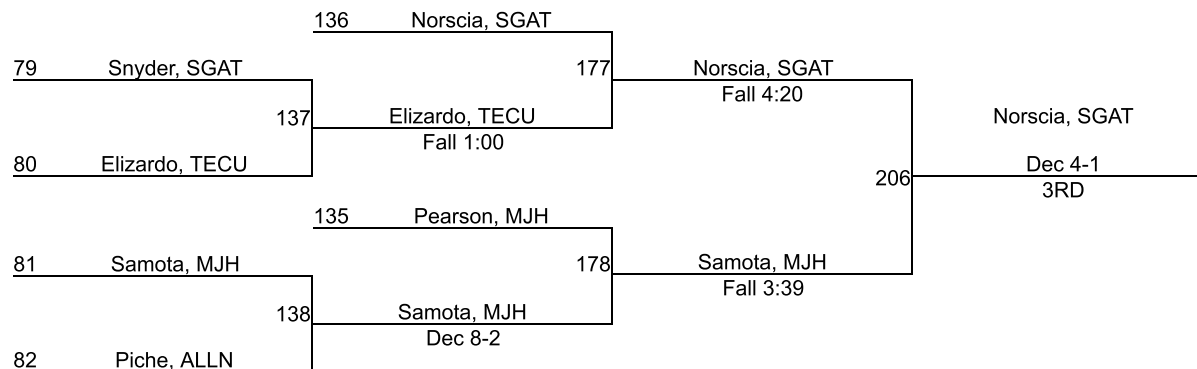 136 Norscia, SGAT
79 Snyder, SGAT
177 Norscia, SGAT
Fall 4:20
137 Elizardo, TECU
Fall 1:00
Norscia, SGAT
80 Elizardo, TECU
206 Dec 4-1
3RD
135 Pearson, MJH
81 Samota, MJH
178 Samota, MJH
Fall 3:39
138 Samota, MJH
Dec 8-2
82 Piche, ALLN